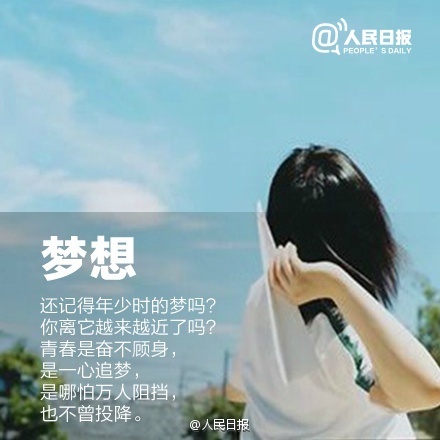 @人民日报
PEOPLE'S DAILY
梦想
还记得年少时的梦吗？
你离它越来越近了吗？
青春是奋不顾身，
是一心追梦，
是哪怕万人阻挡，
也不曾投降。
@人民日报